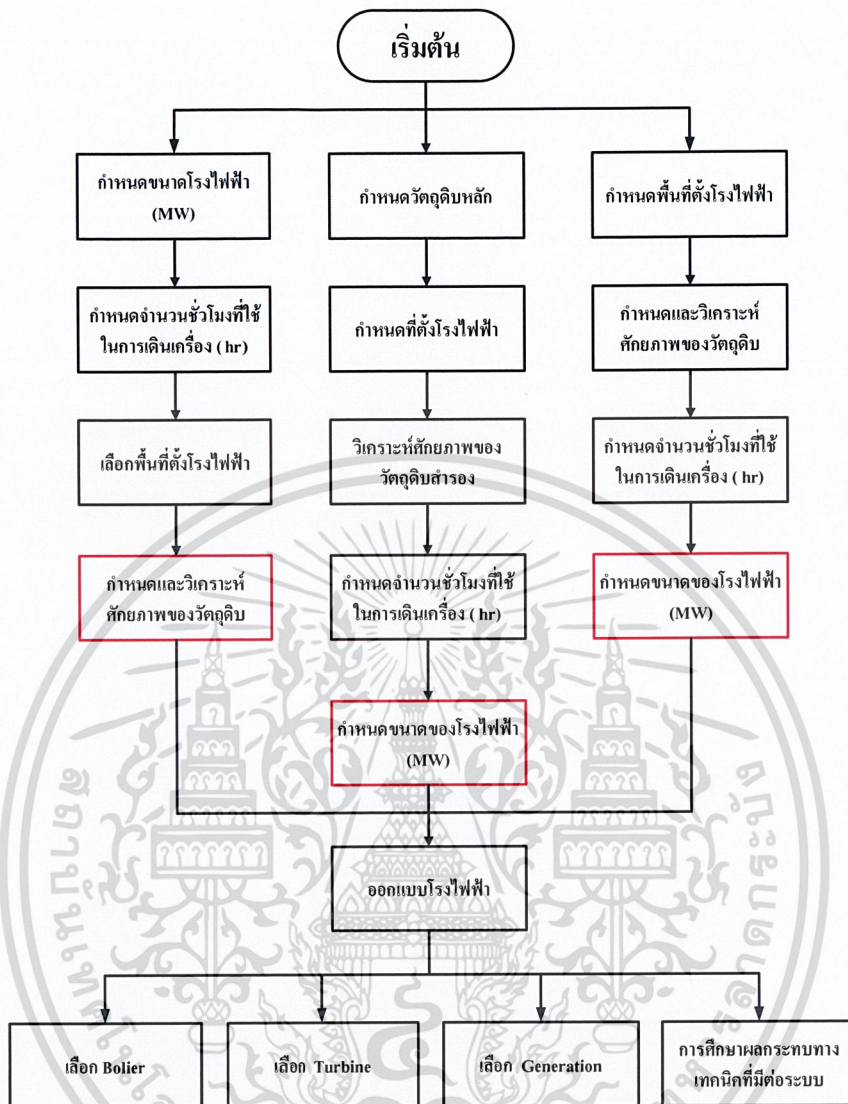 เริ่มต้น
กำหนดขนาดโรงไฟฟ้า
(MW)
กำหนดวัตถุดิบหลัก
กำหนดพื้นที่ตั้งโรงไฟฟ้า
กำหนดจำนวนชั่วโมงที่ใช้
ในการเดินเครื่อง ( hr)
กำหนดที่ตั้งโรงไฟฟ้า
กำหนดและวิเคราะห์
ศักยภาพของวัตถุดิบ
เลือกพื้นที่ตั้งโรงไฟฟ้า
วิเคราะห์ศักยภาพของ
วัตถุดิบสำรอง
กำหนดจำนวนชั่วโมงที่ใช้
ในการเดินเครื่อง ( hr)
กำหนดและวิเคราะห์
ศักยภาพของวัตถุดิบ
กำหนดจำนวนชั่วโมงที่ใช้
ในการเดินเครื่อง ( hr)
กำหนดขนาดของโรงไฟฟ้า
(MW)
กำหนดขนาดของโรงไฟฟ้า
(MW)
ออกแบบโรงไฟฟ้า
เลือก Bolier
เลือก Turbine
เลือก Generation
การศึกษาผลกระทบทาง
เทคนิคที่มีต่อระบบ